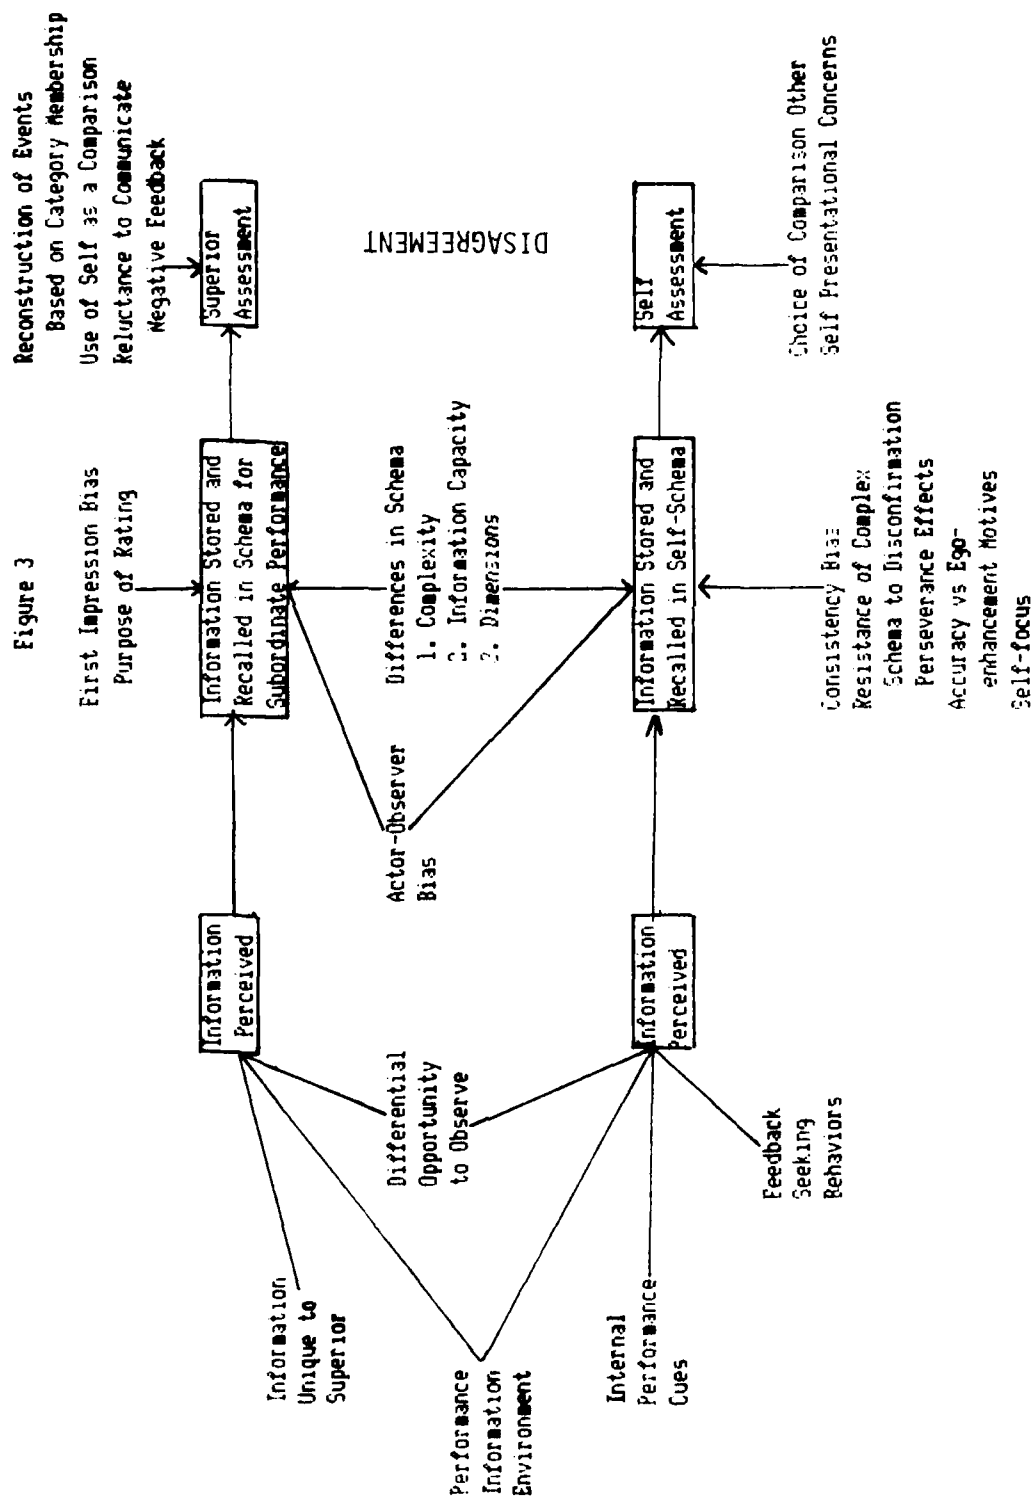 Figure 3
Reconstruction of Events
Based on Category Membership
Use of Self as a Comparison
Reluctance to Communicate
Negative Feedback
First Impression Bias
Purpose of Rating
Information
Perceived
Information Stored and
Recalled in Schema for
Subordinate Performance
Superior
Assessment
Information
Unique to
Superior
Differential
Opportunity
to Observe
Actor-Observer
Bias
Differences in Schema
1. Complexity
2. Information Capacity
3. Dimensions
DISAGREEMENT
Performance
Information
Environment
Internal
Performance
Cues
Information
Perceived
Information Stored and
Recalled in Self-Schema
Self
Assessment
Feedback
Seeking
Behaviors
Consistency Bias
Resistance of Complex
Schema to Disconfirmation
Perseverance Effects
Accuracy vs Ego-
enhancement Motives
Self-focus
Choice of Comparison Other
Self Presentational Concerns